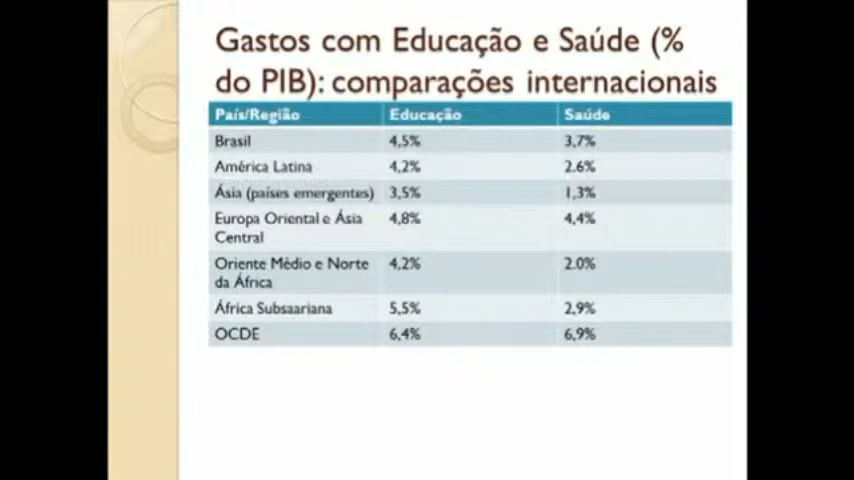 Gastos com Educação e Saúde (%
do PIB): comparações internacionais
País/Região Educação Saúde
Brasil 4,5% 3,7%
América Latina 4,2% 2.6%
Ásia (países emergentes) 3,5% 1,3%
Europa Oriental e Ásia 4,8% 4,4%
Central
Oriente Médio e Norte 4,2% 2.0%
da África
África Subsaariana 5,5% 2,9%
OCDE 6,4% 6,9%